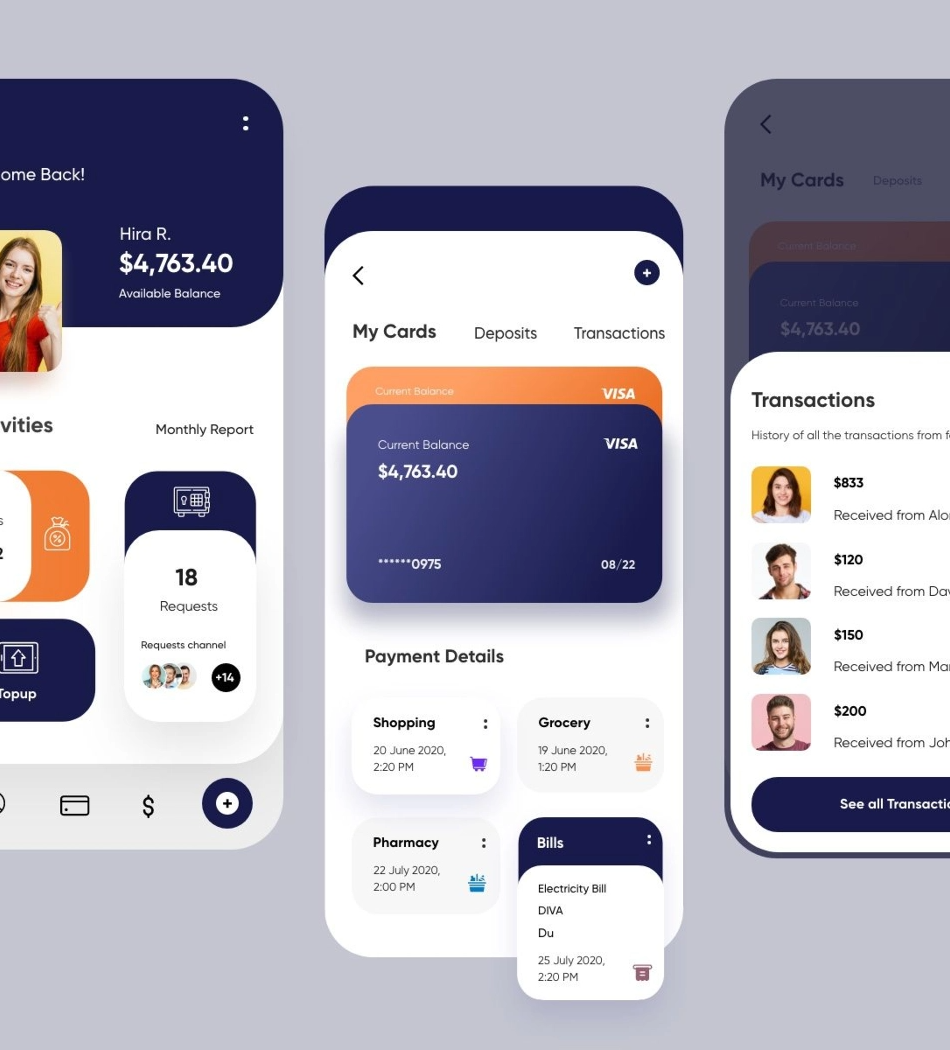 ome Back!
Hira R.
$4,763.40
Available Balance
vities
Monthly Report
s
2
18
Requests
Requests channel
+14
Topup
$
My Cards
Deposits
Transactions
Current Balance
VISA
Current Balance
VISA
$4,763.40
******0975
08/22
Payment Details
Shopping
20 June 2020,
2:20 PM
Grocery
19 June 2020,
1:20 PM
Pharmacy
22 July 2020,
2:00 PM
Bills
Electricity Bill
DIVA
Du
25 July 2020,
2:20 PM
My Cards
Deposits
Current Balance
Current Balance
$4,763.40
Transactions
History of all the transactions from f
$833
Received from Alo
$120
Received from Dav
$150
Received from Mar
$200
Received from Joh
See all Transactio